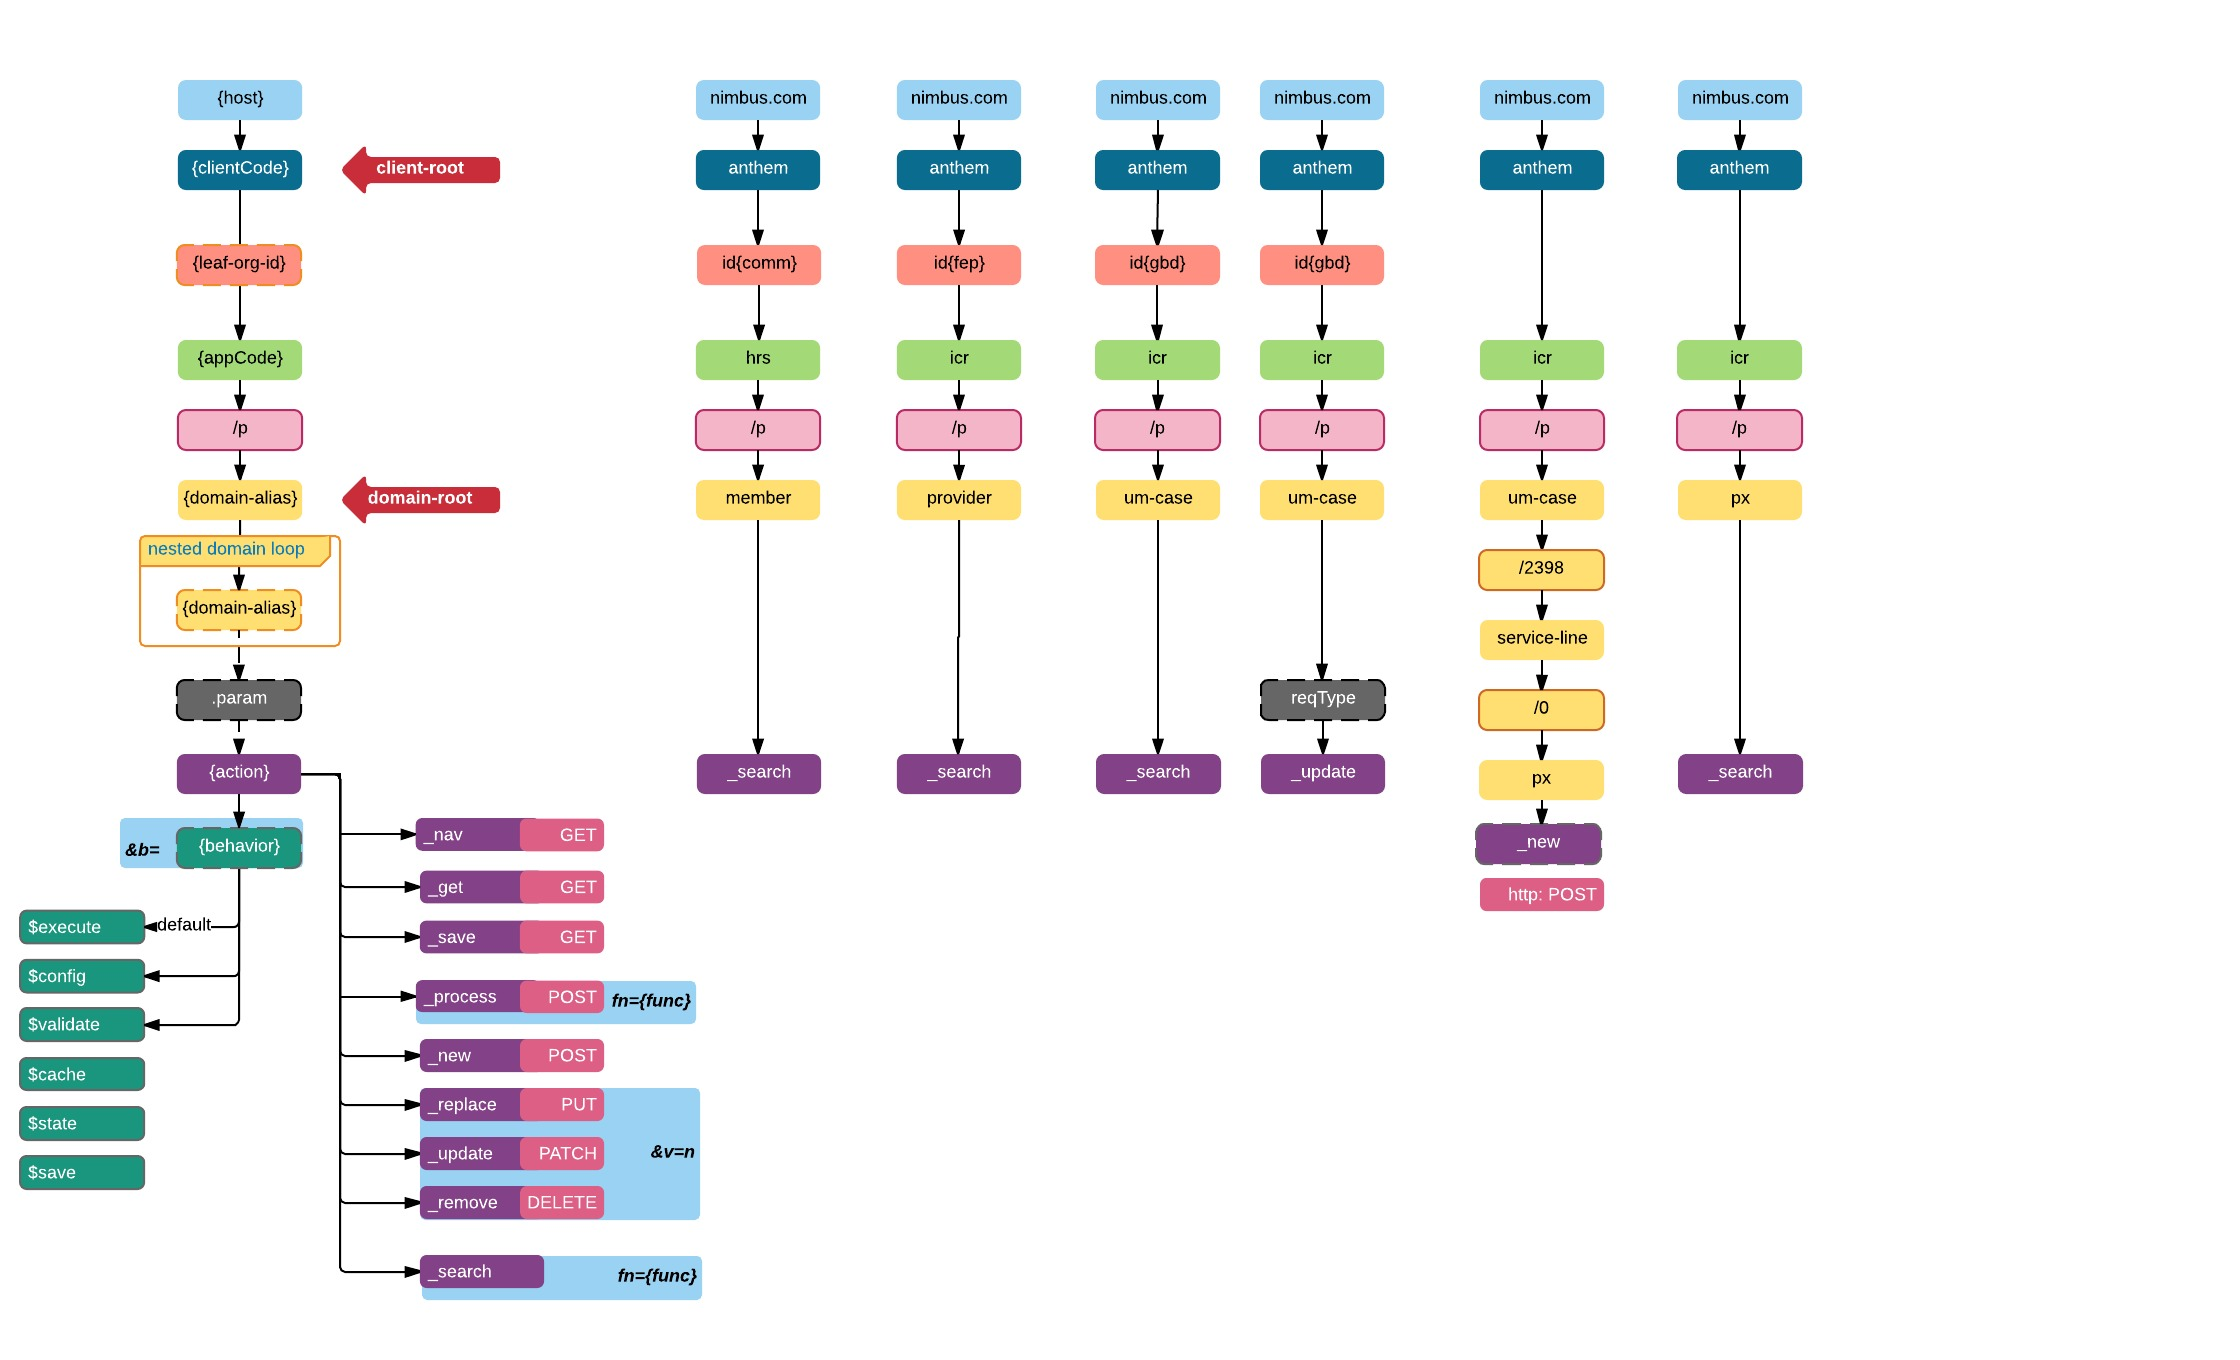 {host}
nimbus.com
nimbus.com
nimbus.com
nimbus.com
nimbus.com
nimbus.com
{clientCode}
client-root
anthem
anthem
anthem
anthem
anthem
anthem
{leaf-org-id}
id{comm}
id{fep}
id{gbd}
id{gbd}
{appCode}
hrs
icr
icr
icr
icr
icr
/p
/p
/p
/p
/p
/p
/p
{domain-alias}
domain-root
member
provider
um-case
um-case
um-case
px
nested domain loop
/2398
{domain-alias}
service-line
.param
reqType
/0
{action}
_search
_search
_search
_update
px
_search
_nav GET
&b=
{behavior}
_new
_get GET
http: POST
$execute
default
_save GET
$config
_process POST fn={func}
$validate
_new POST
$cache
_replace PUT
$state
_update PATCH
&v=n
$save
_remove DELETE
_search fn={func}